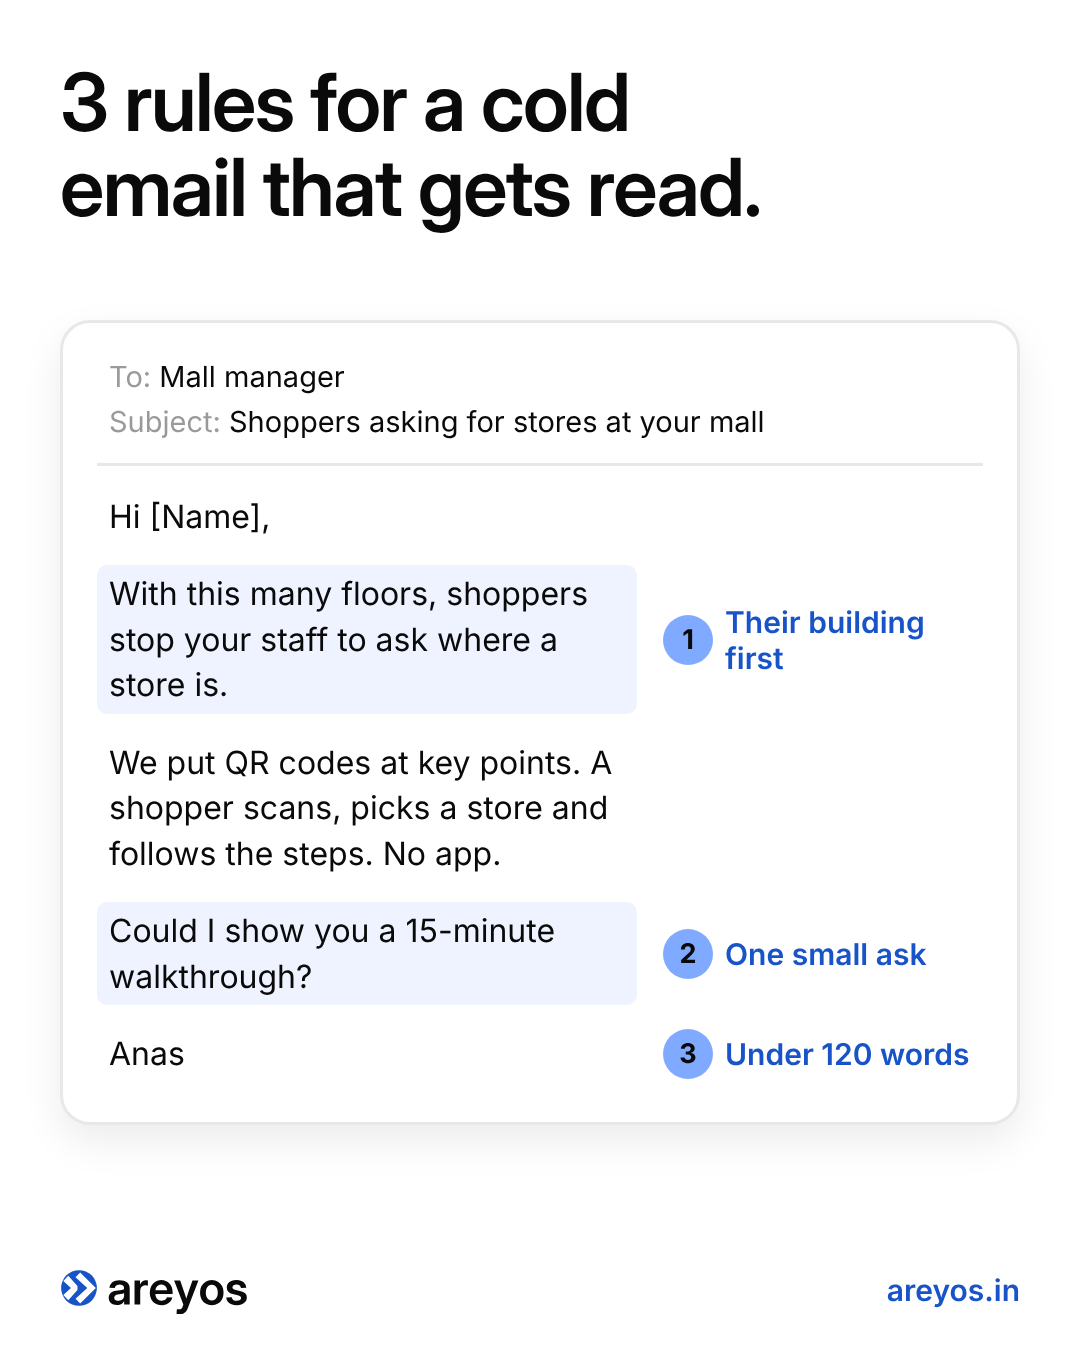 3 rules for a cold
email that gets read.
To: Mall manager
Subject: Shoppers asking for stores at your mall
Hi [Name],
With this many floors, shoppers
stop your staff to ask where a
store is.
1
Their building
first
We put QR codes at key points. A
shopper scans, picks a store and
follows the steps. No app.
Could I show you a 15-minute
walkthrough?
2
One small ask
Anas
3
Under 120 words
areyos
areyos.in